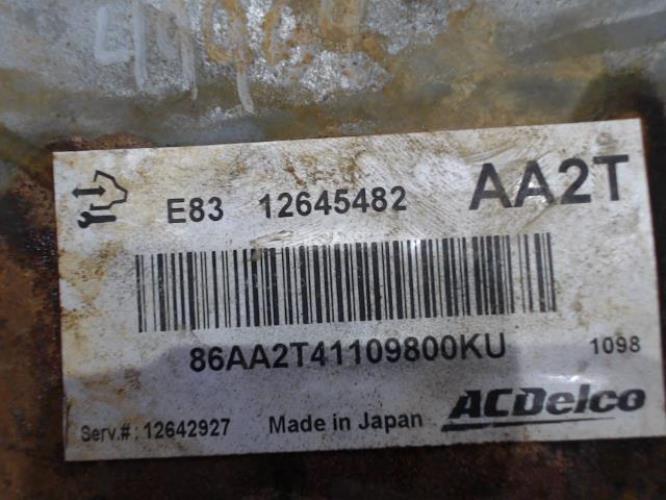 E83 12645482 AA2T
86AA2T41109800KU 1098
Serv.#: 12642927 Made in Japan ACDelco